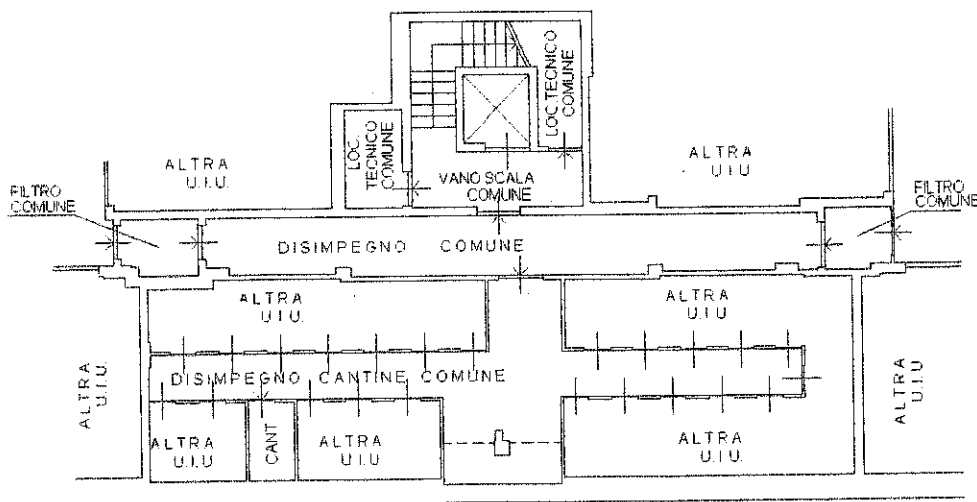 LOC. TECNICO
COMUNE
LOC.
TECNICO
COMUNE
ALTRA
U.I.U.
ALTRA
U.I.U
VANO SCALA
COMUNE
FILTRO
COMUNE
FILTRO
COMUNE
DISIMPEGNO COMUNE
ALTRA
U.I.U.
ALTRA
U.I.U
ALTRA
U.I.U.
DISIMPEGNO CANTINE COMUNE
ALTRA
U.I.U.
ALTRA
U.I.U
CANT
ALTRA
U.I.U
ALTRA
U.I.U.